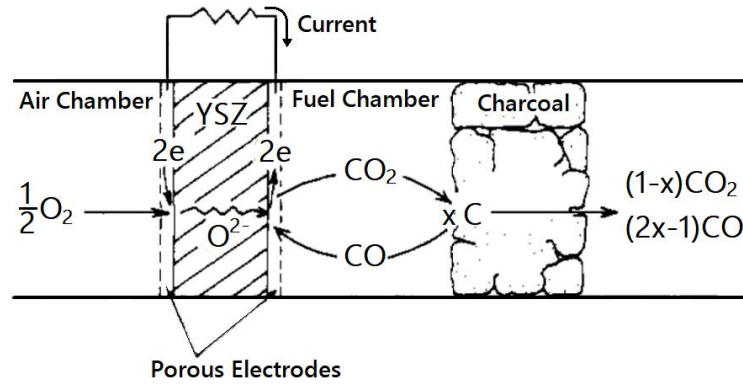 Current
Air Chamber
YSZ
Fuel Chamber
Charcoal
2e
2e
CO₂
½O₂
O²⁻
x C
(1-x)CO₂
(2x-1)CO
CO
Porous Electrodes